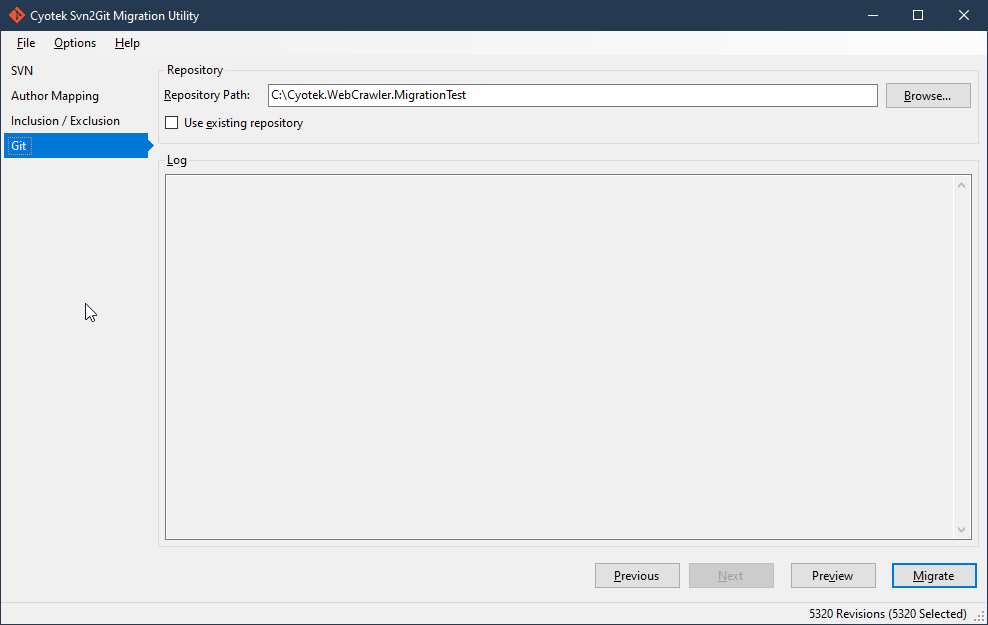 Cyotek Svn2Git Migration Utility
File Options Help
SVN
Author Mapping
Inclusion / Exclusion
Git
Repository
Repository Path: C:\Cyotek.WebCrawler.MigrationTest Browse...
Use existing repository
Log
Previous Next Preview Migrate
5320 Revisions (5320 Selected)